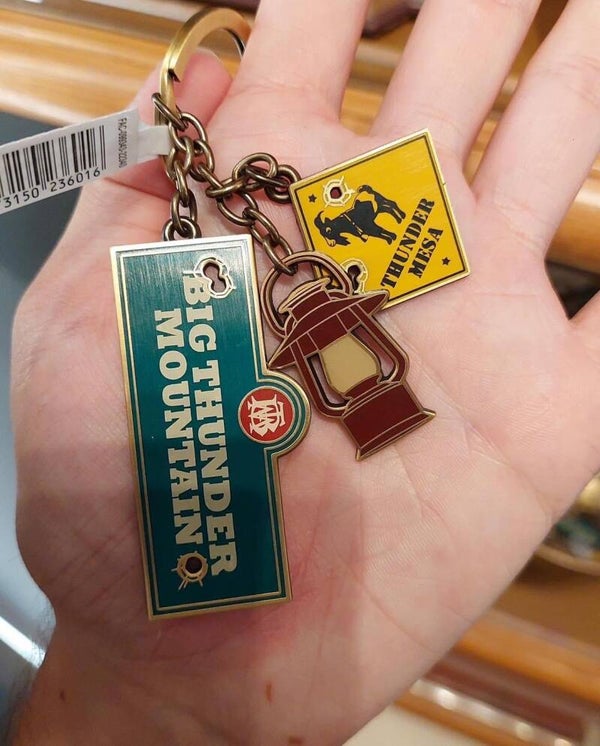 BIG THUNDER
MOUNTAIN
THUNDER
MESA
3150 236016